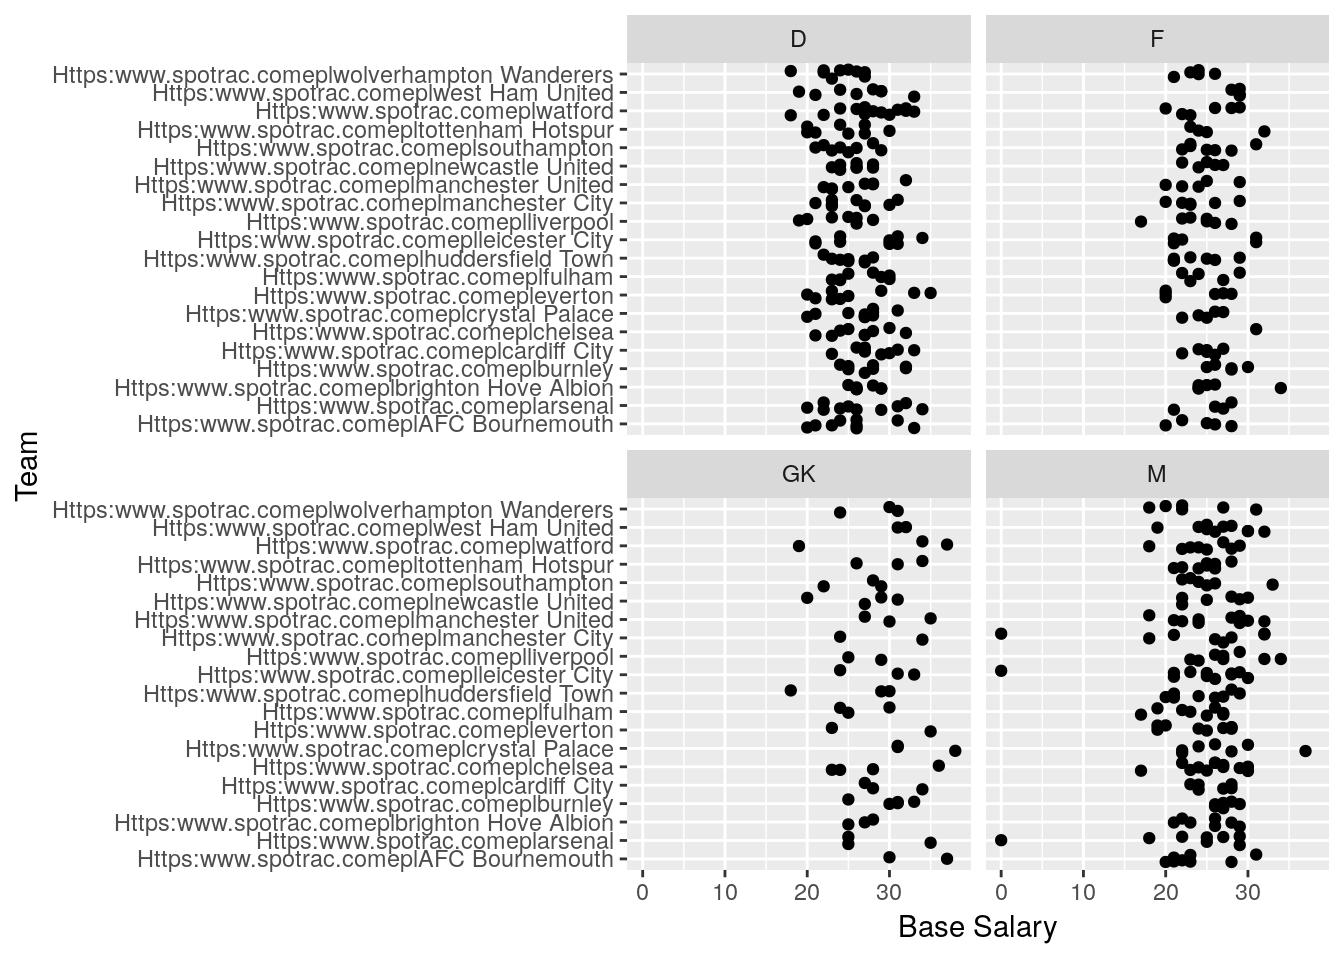 D
F
Https:www.spotrac.comeplwolverhampton Wanderers
Https:www.spotrac.comeplwest Ham United
Https:www.spotrac.comeplwatford
Https:www.spotrac.comepltottenham Hotspur
Https:www.spotrac.comeplsouthampton
Https:www.spotrac.comeplnewcastle United
Https:www.spotrac.comeplmanchester United
Https:www.spotrac.comeplmanchester City
Https:www.spotrac.comeplliverpool
Https:www.spotrac.comeplleicester City
Https:www.spotrac.comeplhuddersfield Town
Https:www.spotrac.comeplfulham
Https:www.spotrac.comepleverton
Https:www.spotrac.comeplcrystal Palace
Https:www.spotrac.comeplchelsea
Https:www.spotrac.comeplcardiff City
Https:www.spotrac.comeplburnley
Https:www.spotrac.comeplbrighton Hove Albion
Https:www.spotrac.comeplarsenal
Https:www.spotrac.comeplAFC Bournemouth
Team
GK
M
Https:www.spotrac.comeplwolverhampton Wanderers
Https:www.spotrac.comeplwest Ham United
Https:www.spotrac.comeplwatford
Https:www.spotrac.comepltottenham Hotspur
Https:www.spotrac.comeplsouthampton
Https:www.spotrac.comeplnewcastle United
Https:www.spotrac.comeplmanchester United
Https:www.spotrac.comeplmanchester City
Https:www.spotrac.comeplliverpool
Https:www.spotrac.comeplleicester City
Https:www.spotrac.comeplhuddersfield Town
Https:www.spotrac.comeplfulham
Https:www.spotrac.comepleverton
Https:www.spotrac.comeplcrystal Palace
Https:www.spotrac.comeplchelsea
Https:www.spotrac.comeplcardiff City
Https:www.spotrac.comeplburnley
Https:www.spotrac.comeplbrighton Hove Albion
Https:www.spotrac.comeplarsenal
Https:www.spotrac.comeplAFC Bournemouth
0 10 20 30
0 10 20 30
Base Salary